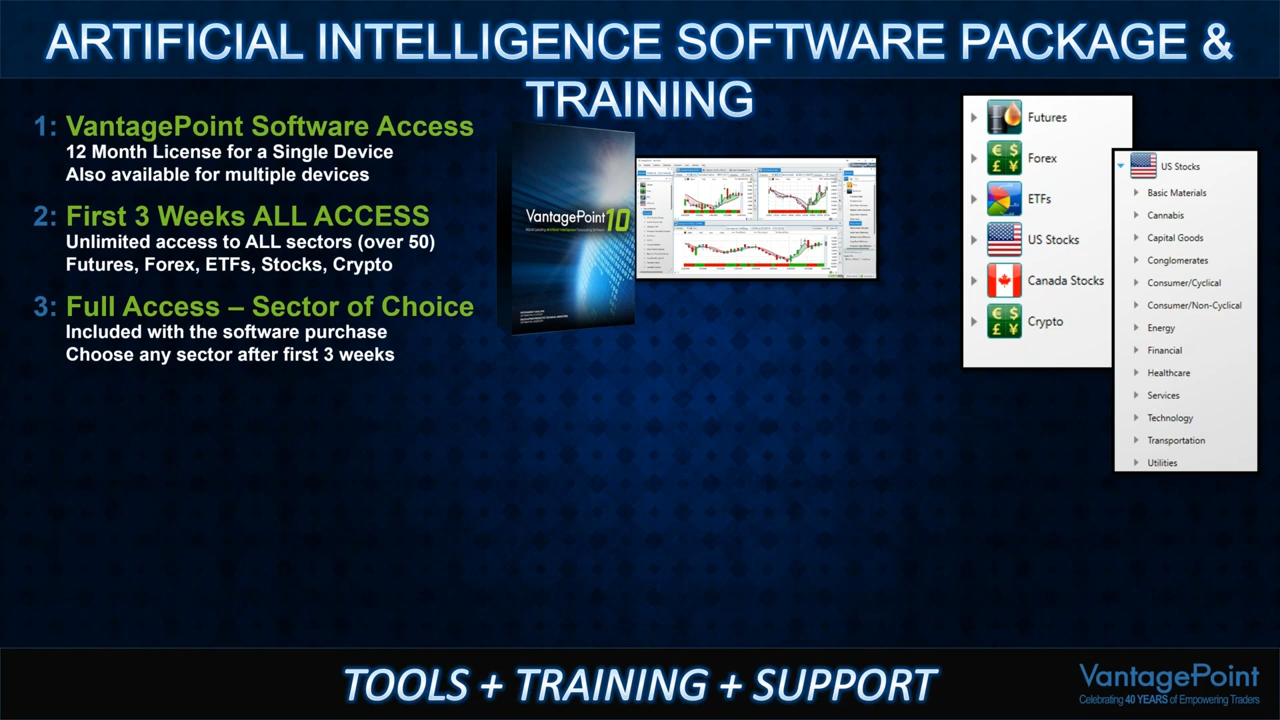 ARTIFICIAL INTELLIGENCE SOFTWARE PACKAGE &
TRAINING
1: VantagePoint Software Access
12 Month License for a Single Device
Also available for multiple devices
2: First 3 Weeks ALL ACCESS
Unlimited access to ALL sectors (over 50)
Futures, Forex, ETFs, Stocks, Crypto
3: Full Access – Sector of Choice
Included with the software purchase
Choose any sector after first 3 weeks
VantagePoint 10
Futures
Forex
ETFs
US Stocks
Canada Stocks
Crypto
US Stocks
Basic Materials
Cannabis
Capital Goods
Conglomerates
Consumer/Cyclical
Consumer/Non-Cyclical
Energy
Financial
Healthcare
Services
Technology
Transportation
Utilities
TOOLS + TRAINING + SUPPORT
VantagePoint
Celebrating 40 YEARS of Empowering Traders